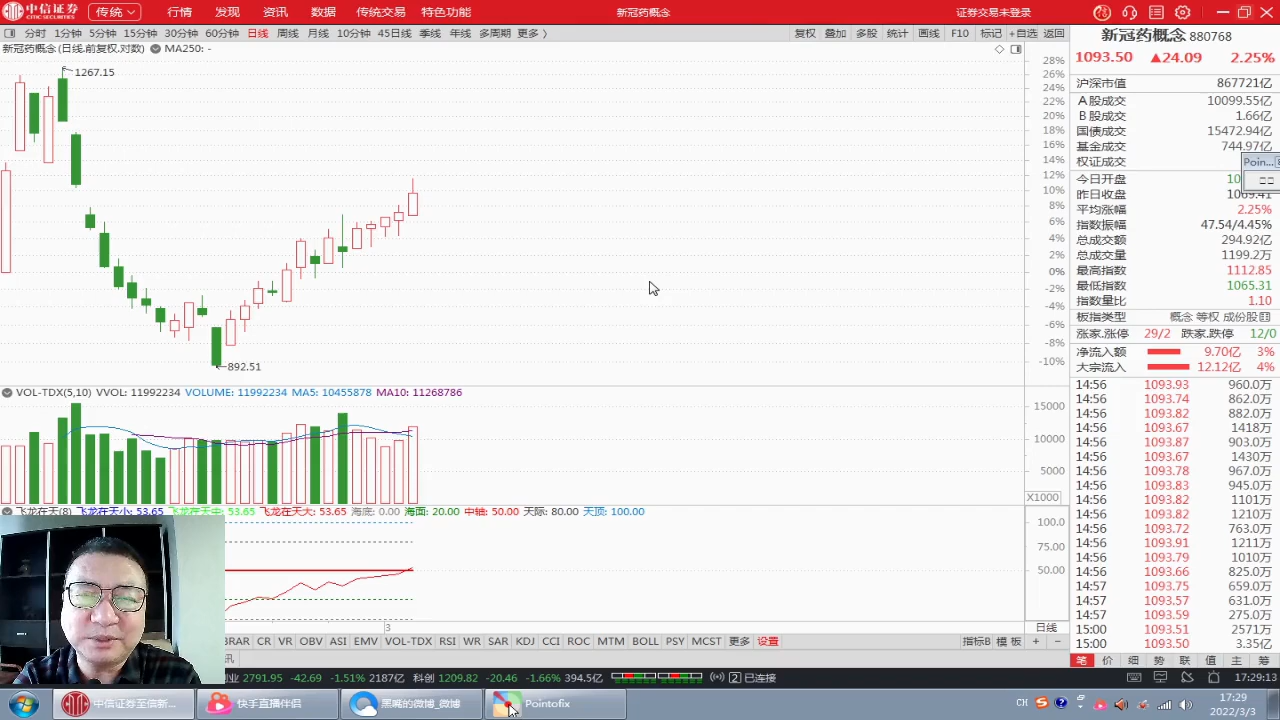 中信证券 CITIC SECURITIES 传统 行情 发现 资讯 数据 传统交易 特色功能 新冠药概念 证券交易未登录
分时 1分钟 5分钟 15分钟 30分钟 60分钟 日线 周线 月线 10分钟 45日线 季线 年线 多周期 更多 〉 复权 叠加 多股 统计 画线 F10 标记 +自选 返回
新冠药概念(日线,前复权,对数) MA250: -
1267.15
892.51
28%
26%
24%
22%
20%
18%
16%
14%
12%
10%
8%
6%
4%
2%
0%
-2%
-4%
-6%
-8%
-10%
VOL-TDX(5,10) VVOL: 11992234 VOLUME: 11992234 MA5: 10455878 MA10: 11268786
15000
10000
5000
X1000
飞龙在天(8) 飞龙在天小: 53.65 飞龙在天中: 53.65 飞龙在天大: 53.65 海底: 0.00 海面: 20.00 中轴: 50.00 天际: 80.00 天顶: 100.00
100.0
75.00
50.00
3 日线
BRAR CR VR OBV ASI EMV VOL-TDX RSI WR SAR KDJ CCI ROC MTM BOLL PSY MCST 更多 设置 指标B 模板 + -
讯
新冠药概念 880768
1093.50 ▲24.09 2.25%
沪深市值 867721亿
A股成交 10099.55亿
B股成交 1.66亿
国债成交 15472.94亿
基金成交 744.97亿
权证成交
Poin...
今日开盘 10
昨日收盘 1069.41
平均涨幅 2.25%
指数振幅 47.54/4.45%
总成交额 294.92亿
总成交量 1199.2万
最高指数 1112.85
最低指数 1065.31
指数量比 1.10
板指类型 概念 等权 成份股
涨家,涨停 29/2 跌家,跌停 12/0
净流入额 9.70亿 3%
大宗流入 12.12亿 4%
14:56 1093.93 960.0万
14:56 1093.74 862.0万
14:56 1093.82 882.0万
14:56 1093.67 1418万
14:56 1093.87 903.0万
14:56 1093.67 1430万
14:56 1093.78 967.0万
14:56 1093.83 945.0万
14:56 1093.82 1101万
14:56 1093.82 1210万
14:56 1093.72 763.0万
14:56 1093.91 1211万
14:56 1093.79 1010万
14:56 1093.66 825.0万
14:57 1093.75 659.0万
14:57 1093.57 631.0万
14:57 1093.59 275.0万
15:00 1093.51 2571万
15:00 1093.50 3.35亿
笔 价 细 势 联 值 主 筹
创业 2791.95 -42.69 -1.51% 2187亿 科创 1209.82 -20.46 -1.66% 394.5亿 2 已连接 17:29:13
中信证券至信新... 快手直播伴侣 黑嘴的微博_微博 Pointofix CH 17:29
2022/3/3